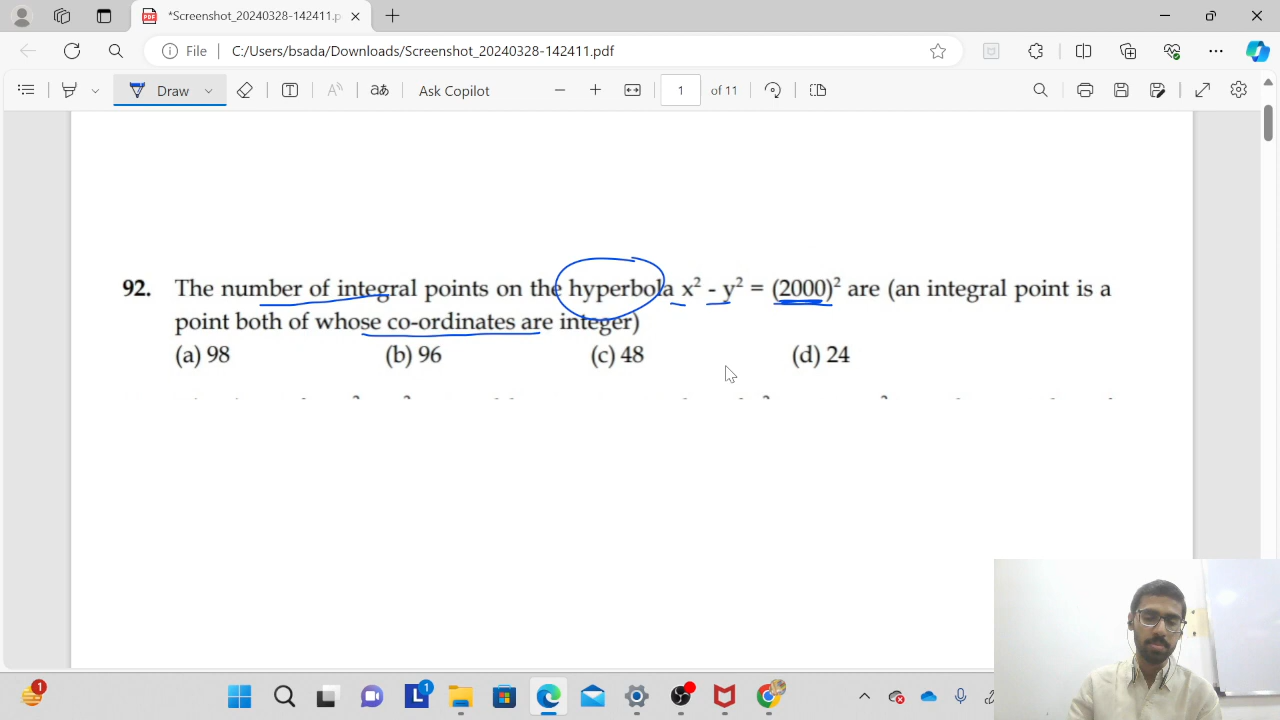 *Screenshot_20240328-142411.p
File C:/Users/bsada/Downloads/Screenshot_20240328-142411.pdf
Draw T A aあ Ask Copilot 1 of 11
92. The number of integral points on the hyperbola x² - y² = (2000)² are (an integral point is a
point both of whose co-ordinates are integer)
(a) 98 (b) 96 (c) 48 (d) 24